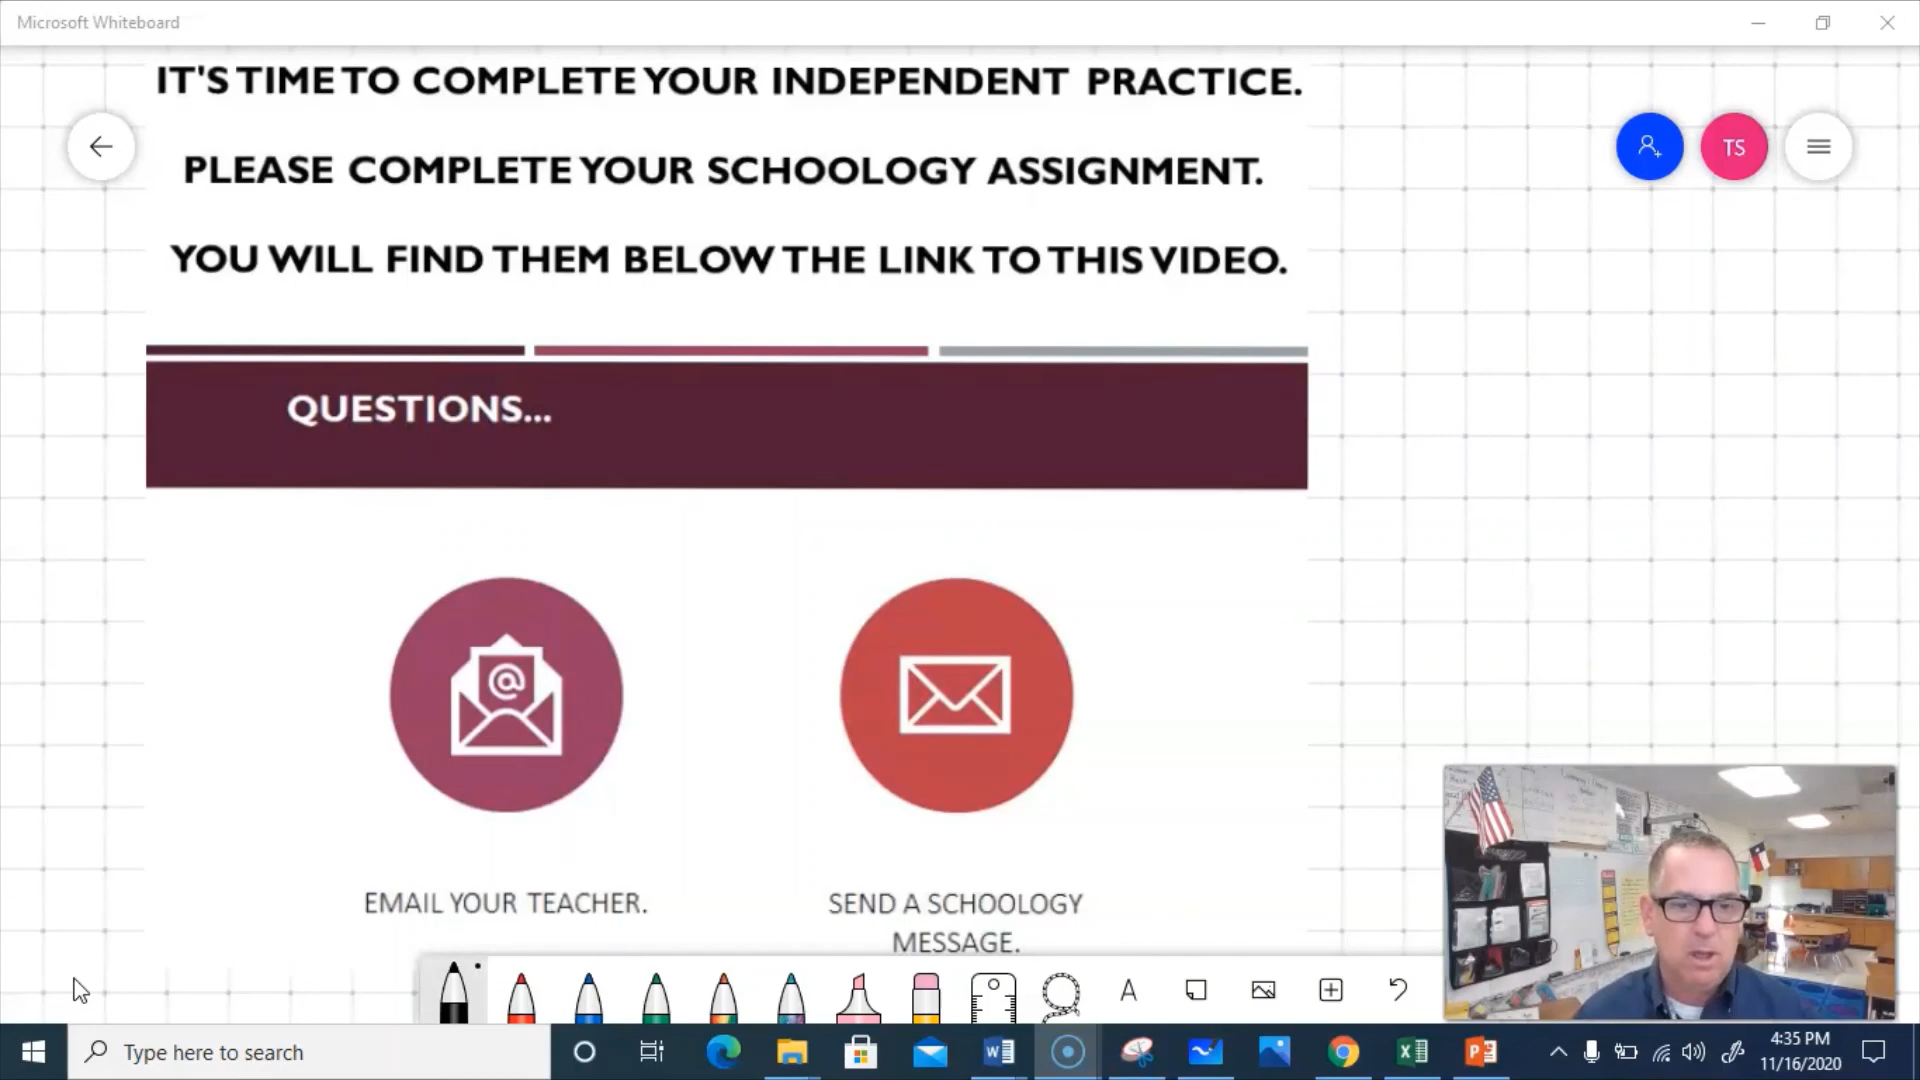 Microsoft Whiteboard
IT'S TIME TO COMPLETE YOUR INDEPENDENT PRACTICE.
TS
PLEASE COMPLETE YOUR SCHOOLOGY ASSIGNMENT.
YOU WILL FIND THEM BELOW THE LINK TO THIS VIDEO.
QUESTIONS...
EMAIL YOUR TEACHER.
SEND A SCHOOLOGY
MESSAGE.
Type here to search
4:35 PM
11/16/2020